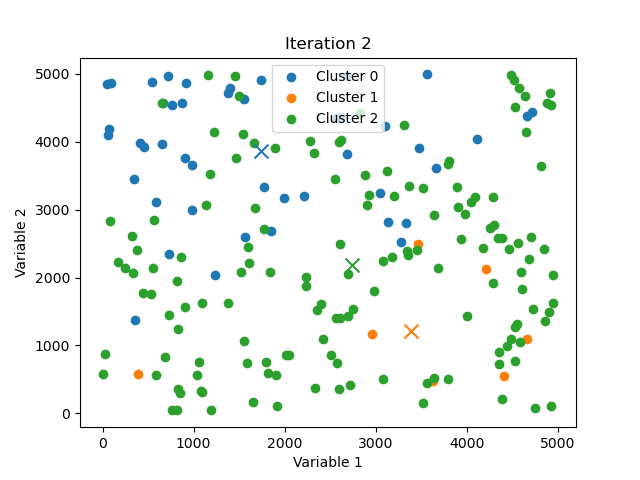 Iteration 2
Cluster 0
Cluster 1
Cluster 2
5000
4000
3000
2000
1000
0
Variable 2
0 1000 2000 3000 4000 5000
Variable 1